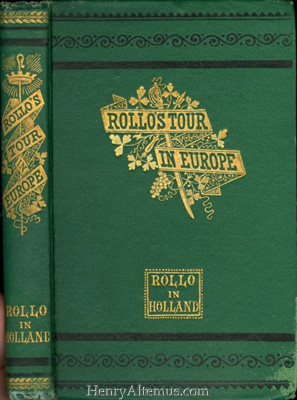 ROLLO'S
TOUR
IN
EUROPE
ROLLO
IN
HOLLAND
ROLLO'S TOUR
IN EUROPE
ROLLO
IN
HOLLAND
HenryAltemus.com